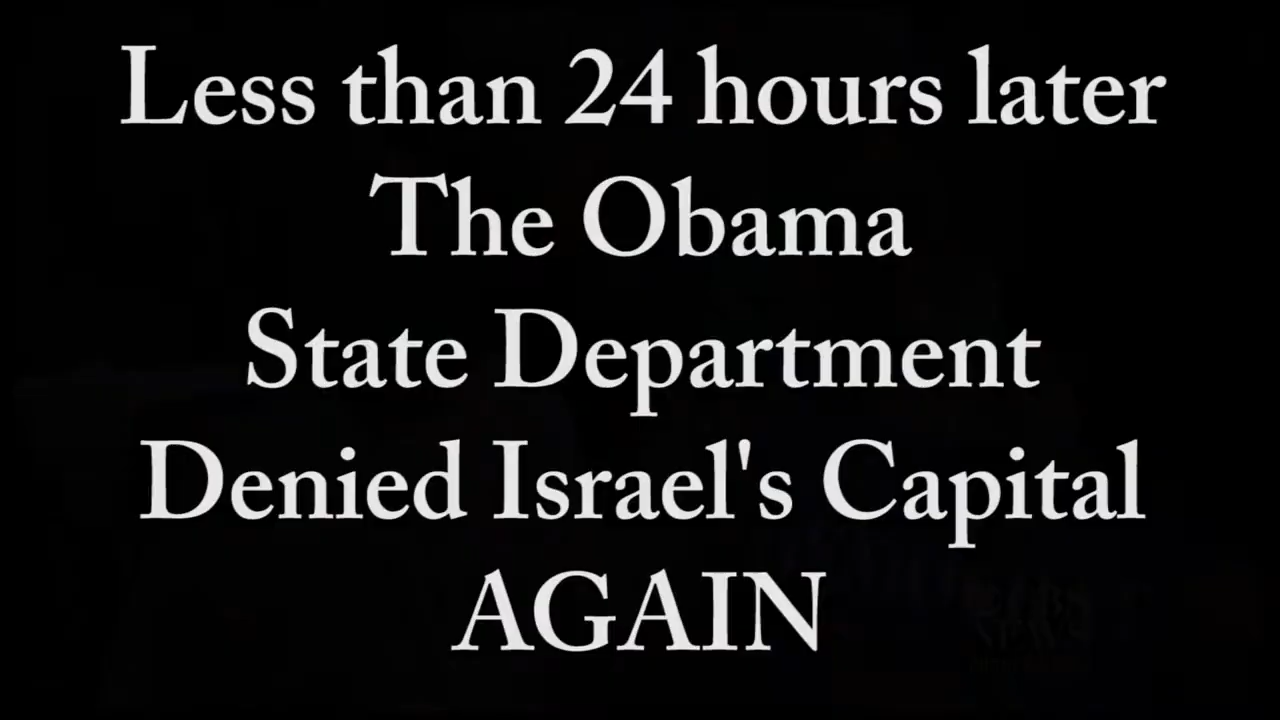 Less than 24 hours later
The Obama
State Department
Denied Israel's Capital
AGAIN